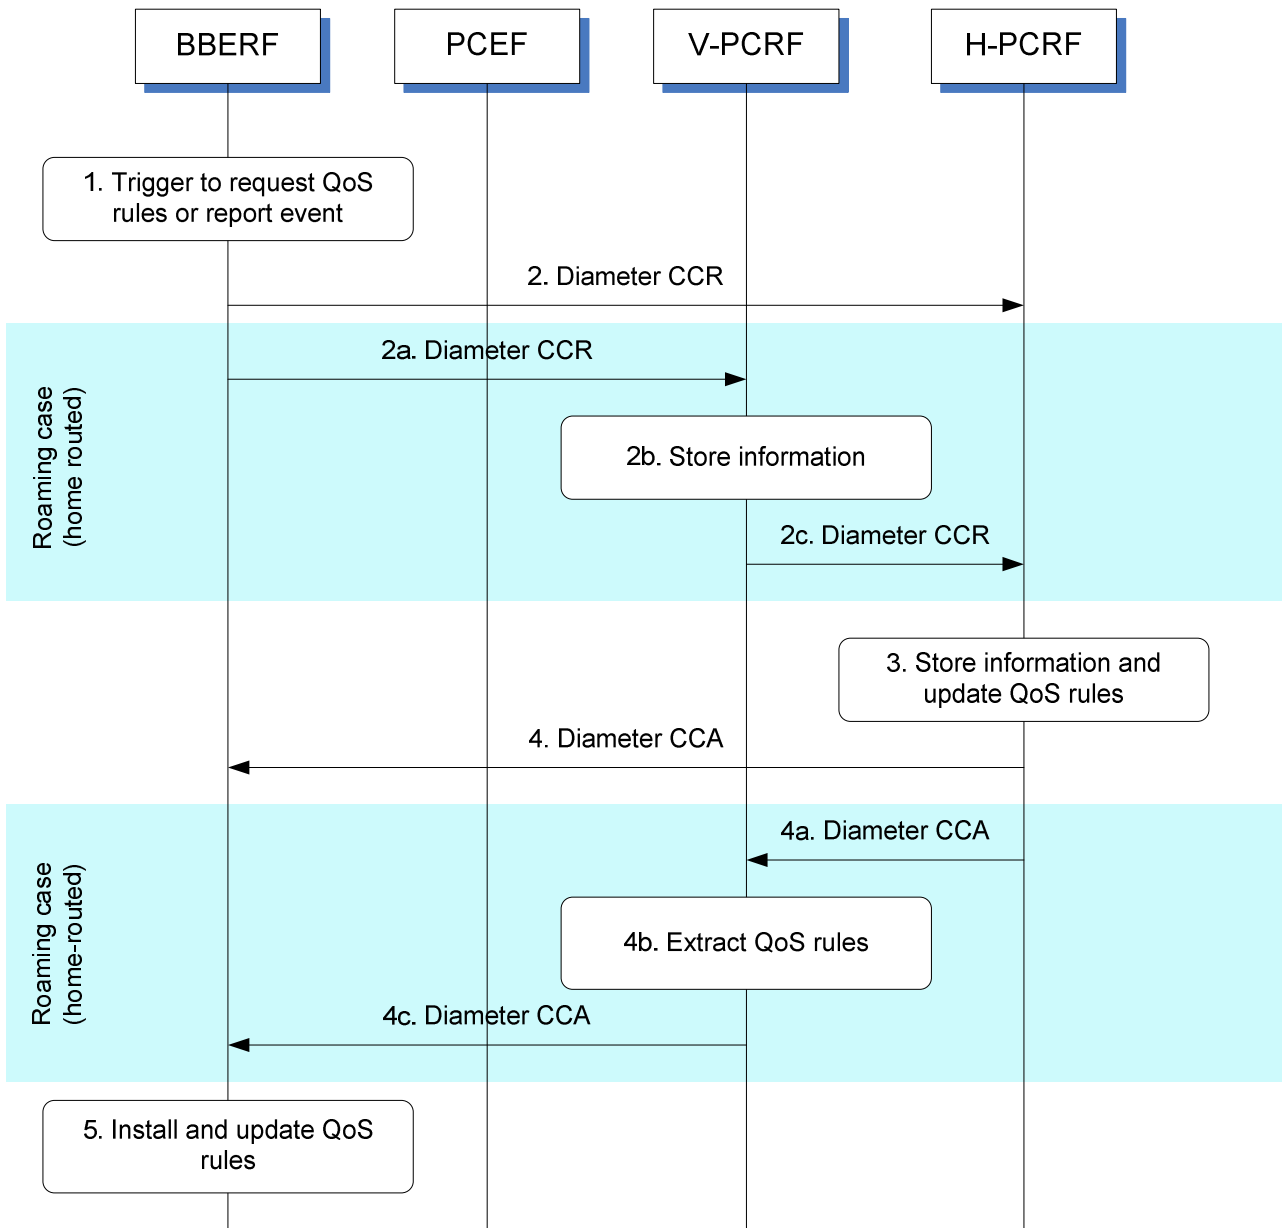 BBERF
PCEF
V-PCRF
H-PCRF
1. Trigger to request QoS
rules or report event
2. Diameter CCR
Roaming case
(home routed)
2a. Diameter CCR
2b. Store information
2c. Diameter CCR
3. Store information and
update QoS rules
4. Diameter CCA
Roaming case
(home-routed)
4a. Diameter CCA
4b. Extract QoS rules
4c. Diameter CCA
5. Install and update QoS
rules